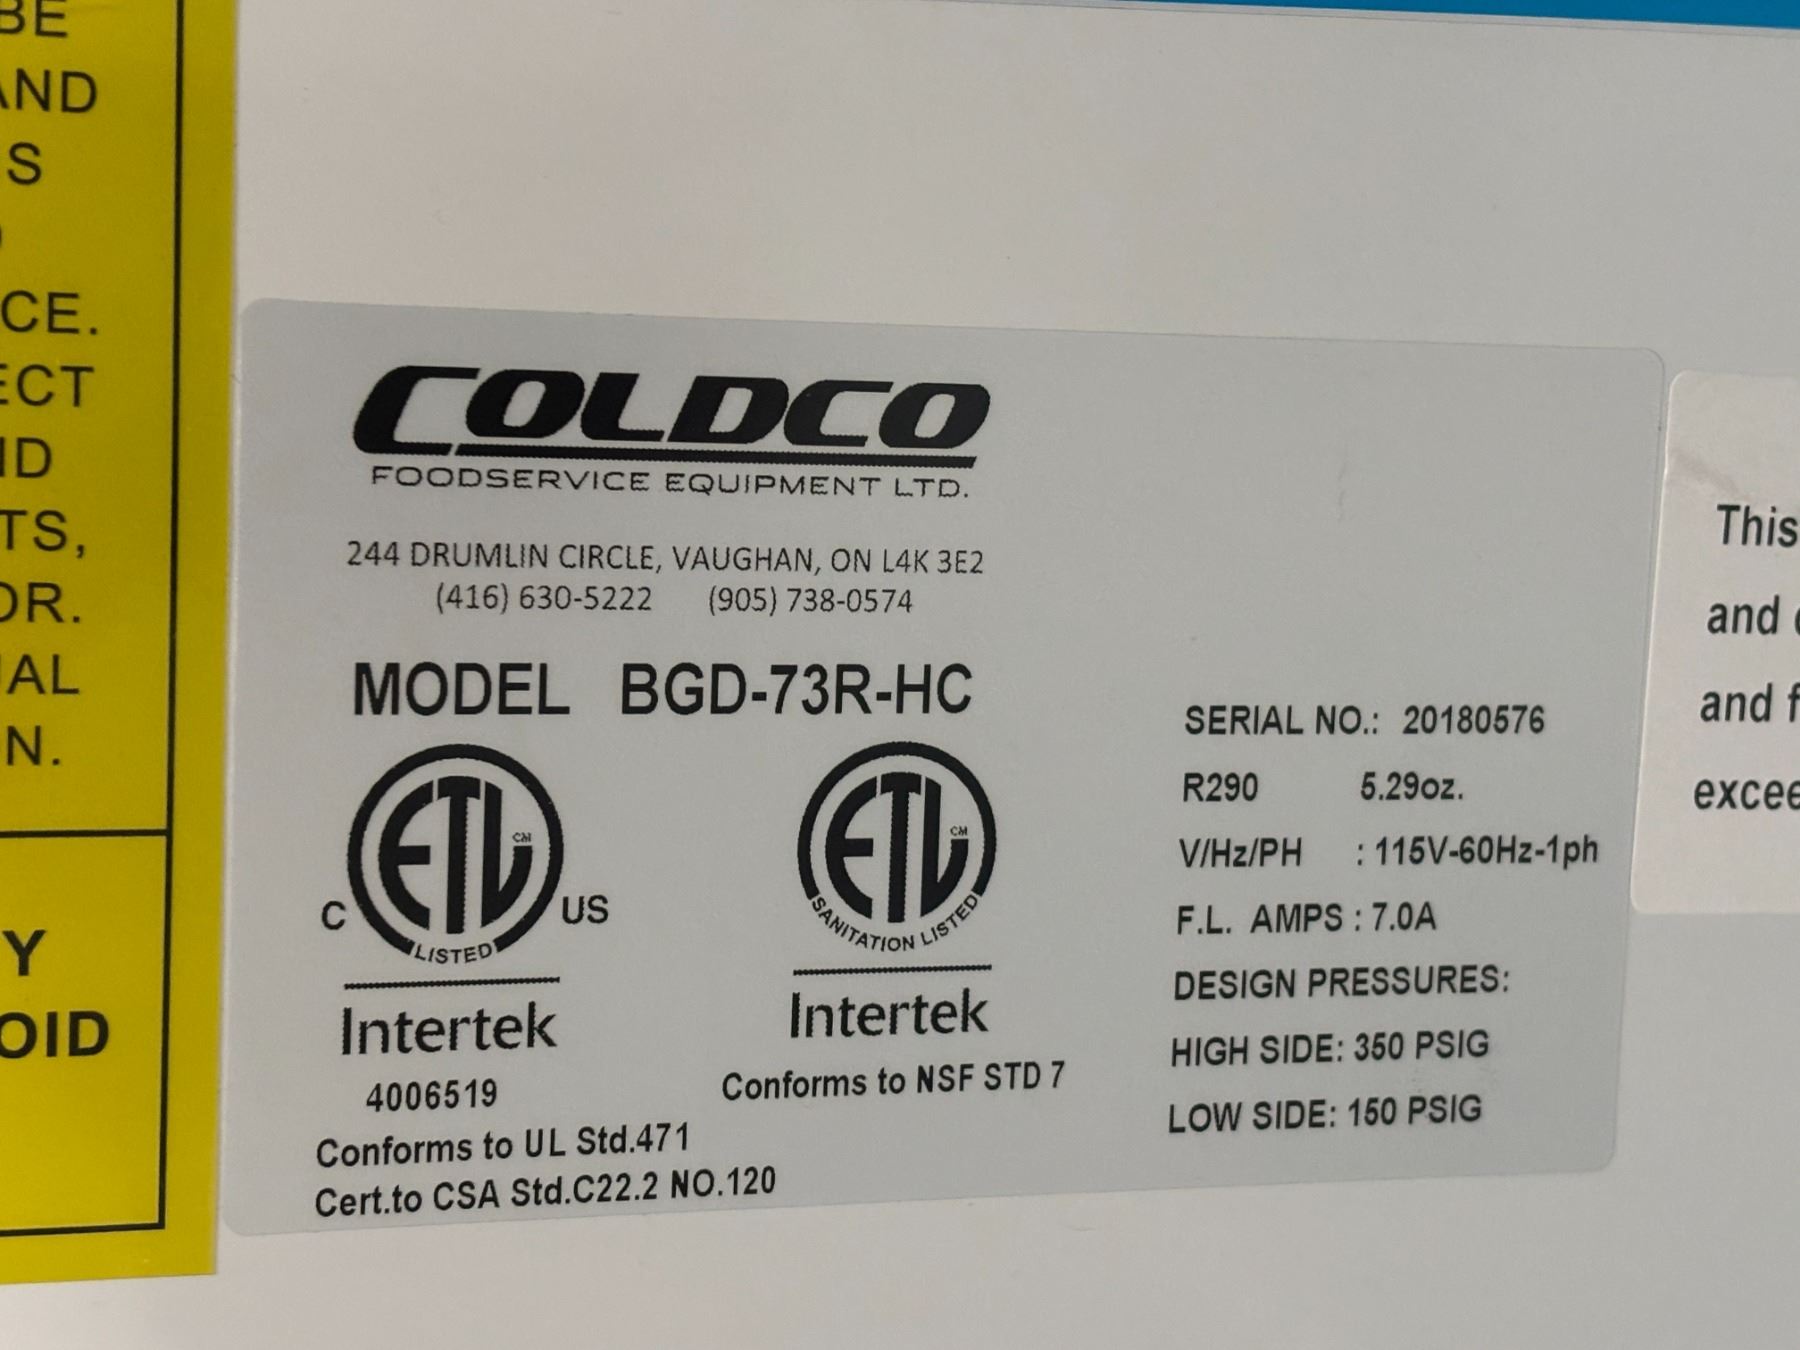 BE
AND
S
CE.
ECT
ID
TS,
OR.
UAL
N.
Y
OID
COLDCO
FOODSERVICE EQUIPMENT LTD.
244 DRUMLIN CIRCLE, VAUGHAN, ON L4K 3E2
(416) 630-5222 (905) 738-0574
MODEL BGD-73R-HC
ETL CM
C US
LISTED
Intertek
4006519
Conforms to UL Std.471
Cert.to CSA Std.C22.2 NO.120
ETL CM
SANITATION LISTED
Intertek
Conforms to NSF STD 7
SERIAL NO.: 20180576
R290 5.29oz.
V/Hz/PH : 115V-60Hz-1ph
F.L. AMPS : 7.0A
DESIGN PRESSURES:
HIGH SIDE: 350 PSIG
LOW SIDE: 150 PSIG
This
and
and f
excee